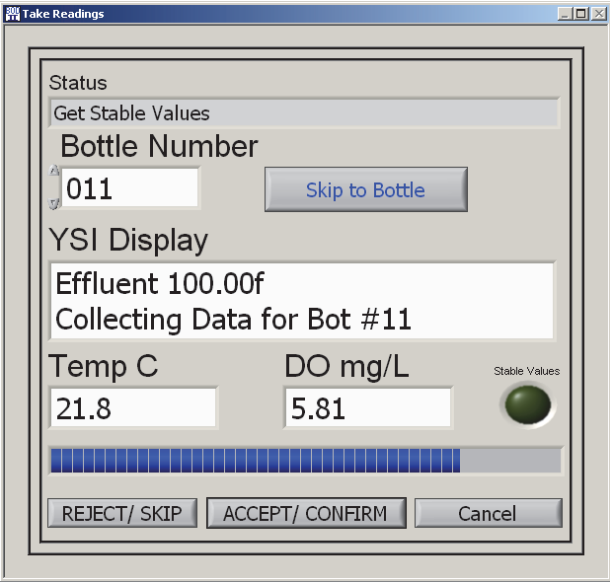 Take Readings
Status
Get Stable Values
Bottle Number
011
Skip to Bottle
YSI Display
Effluent 100.00f
Collecting Data for Bot #11
Temp C
DO mg/L
Stable Values
21.8
5.81
REJECT/ SKIP
ACCEPT/ CONFIRM
Cancel